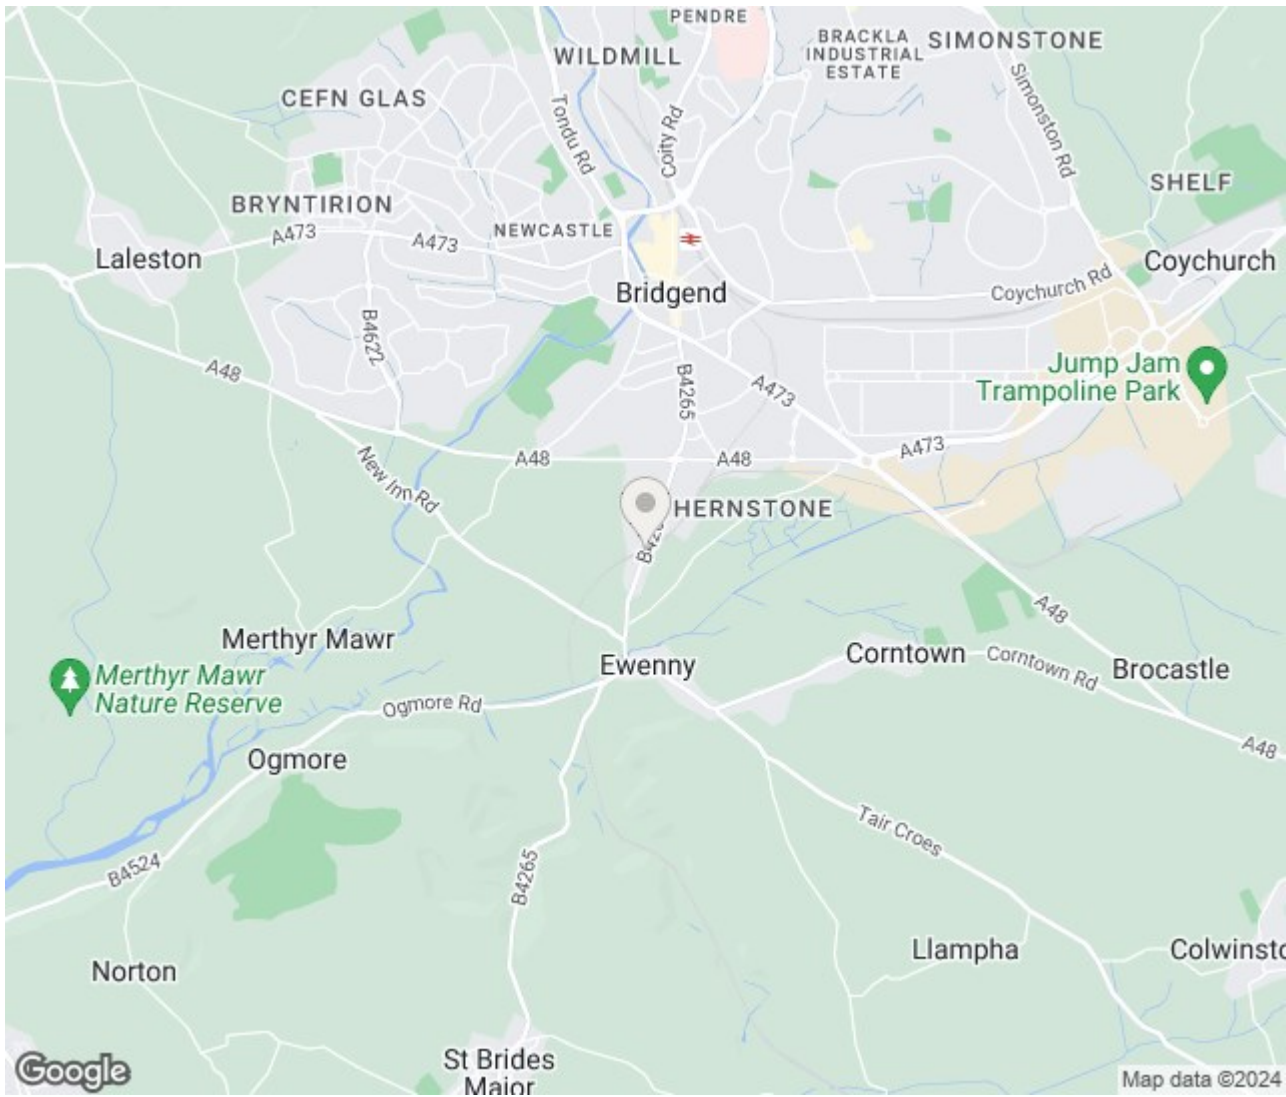 PENDRE
BRACKLA
INDUSTRIAL
ESTATE
SIMONSTONE
WILDMILL
CEFN GLAS
Tondu Rd
Coity Rd
Simonston Rd
SHELF
BRYNTIRION
NEWCASTLE
A473
A473
Laleston
Coychurch
Bridgend
Coychurch Rd
B4622
A48
B4265
A473
Jump Jam
Trampoline Park
A48
A48
A473
New Inn Rd
HERNSTONE
A48
Merthyr Mawr
Ewenny
Corntown
Corntown Rd
Brocastle
Merthyr Mawr
Nature Reserve
Ogmore Rd
A48
Ogmore
Tair Croes
B4524
B4265
Llampha
Colwinsto
Norton
St Brides
Major
Google
Map data ©2024